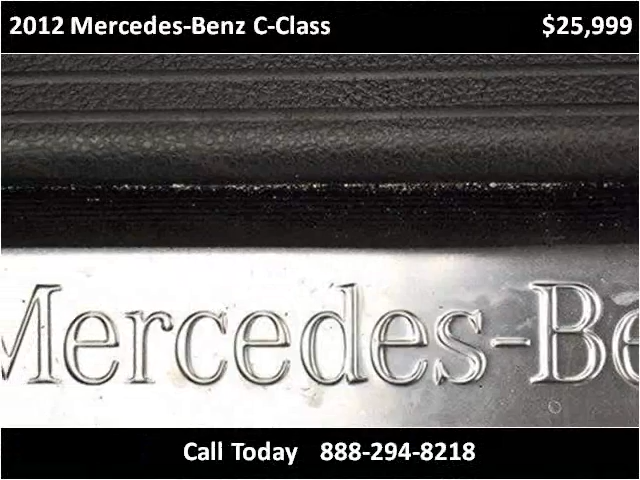 2012 Mercedes-Benz C-Class $25,999
Mercedes-Be
Call Today 888-294-8218